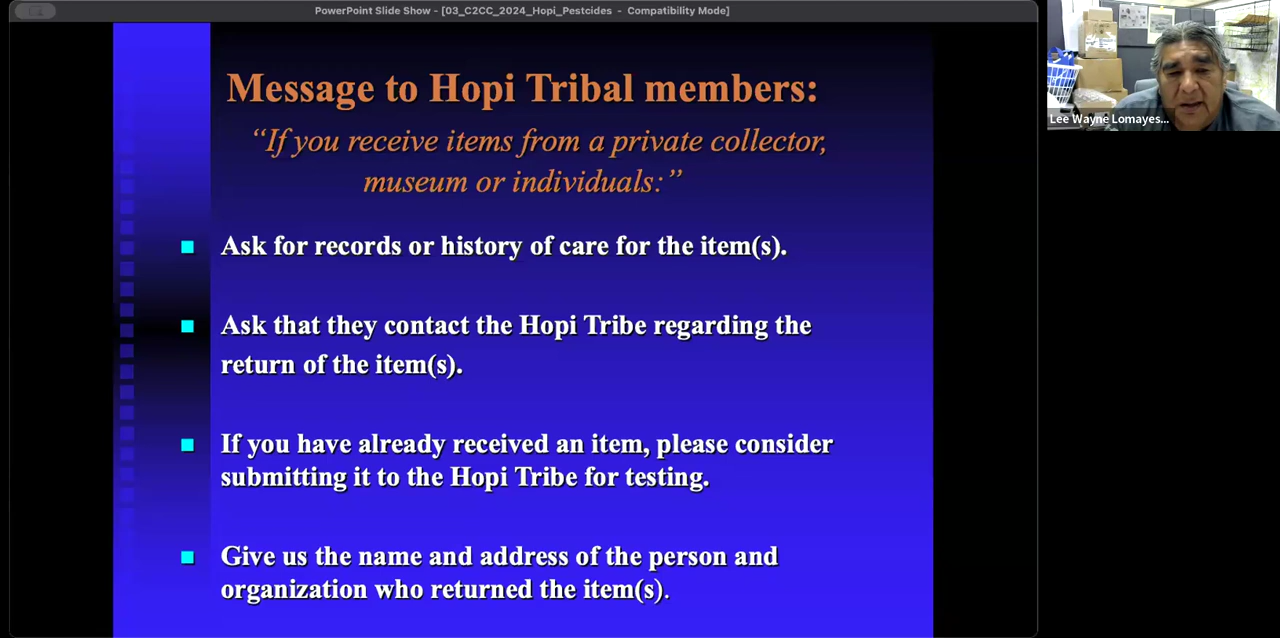 PowerPoint Slide Show - [03_C2CC_2024_Hopi_Pestcides - Compatibility Mode]
Message to Hopi Tribal members:
“If you receive items from a private collector,
museum or individuals:”
Ask for records or history of care for the item(s).
Ask that they contact the Hopi Tribe regarding the
return of the item(s).
If you have already received an item, please consider
submitting it to the Hopi Tribe for testing.
Give us the name and address of the person and
organization who returned the item(s).
Lee Wayne Lomayes...